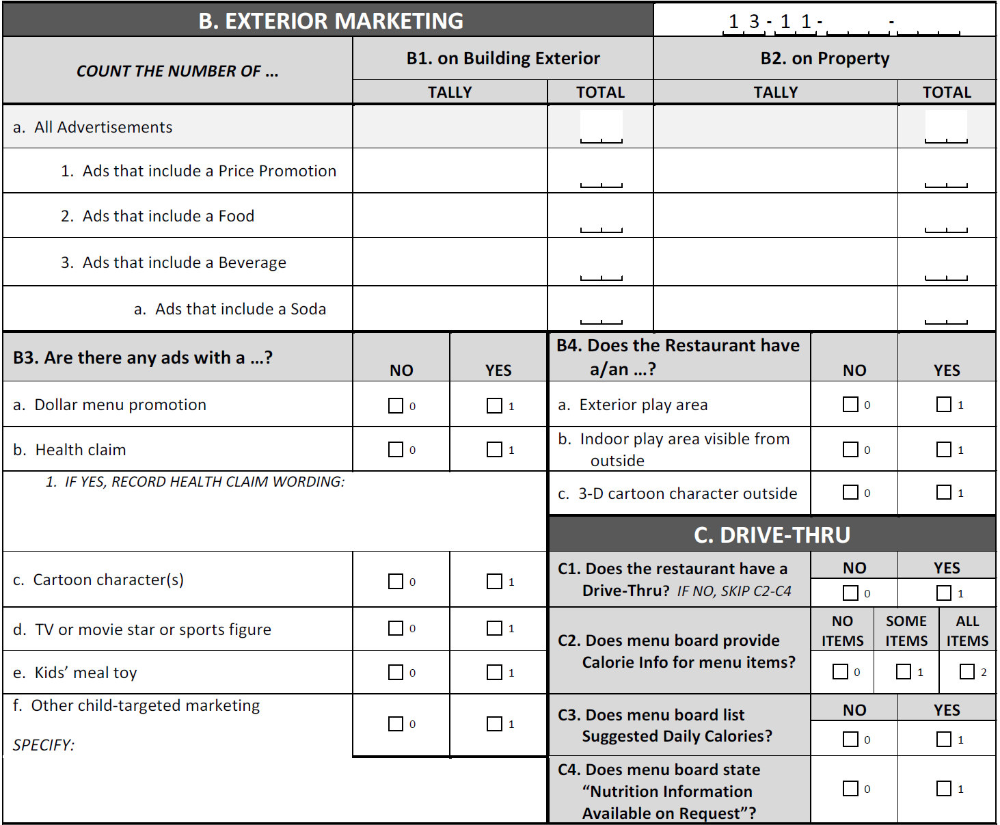 B. EXTERIOR MARKETING
1 3 - 1 1 - _ _ _ - _ _ _
COUNT THE NUMBER OF ...
B1. on Building Exterior
B2. on Property
TALLY
TOTAL
TALLY
TOTAL
a. All Advertisements
1. Ads that include a Price Promotion
2. Ads that include a Food
3. Ads that include a Beverage
a. Ads that include a Soda
B3. Are there any ads with a ...?
NO
YES
a. Dollar menu promotion
0
1
b. Health claim
0
1
1. IF YES, RECORD HEALTH CLAIM WORDING:
c. Cartoon character(s)
0
1
d. TV or movie star or sports figure
0
1
e. Kids’ meal toy
0
1
f. Other child-targeted marketing
0
1
SPECIFY:
B4. Does the Restaurant have
a/an ...?
NO
YES
a. Exterior play area
0
1
b. Indoor play area visible from
outside
0
1
c. 3-D cartoon character outside
0
1
C. DRIVE-THRU
C1. Does the restaurant have a
Drive-Thru? IF NO, SKIP C2-C4
NO
YES
0
1
C2. Does menu board provide
Calorie Info for menu items?
NO
ITEMS
SOME
ITEMS
ALL
ITEMS
0
1
2
C3. Does menu board list
Suggested Daily Calories?
NO
YES
0
1
C4. Does menu board state
“Nutrition Information
Available on Request”?
0
1